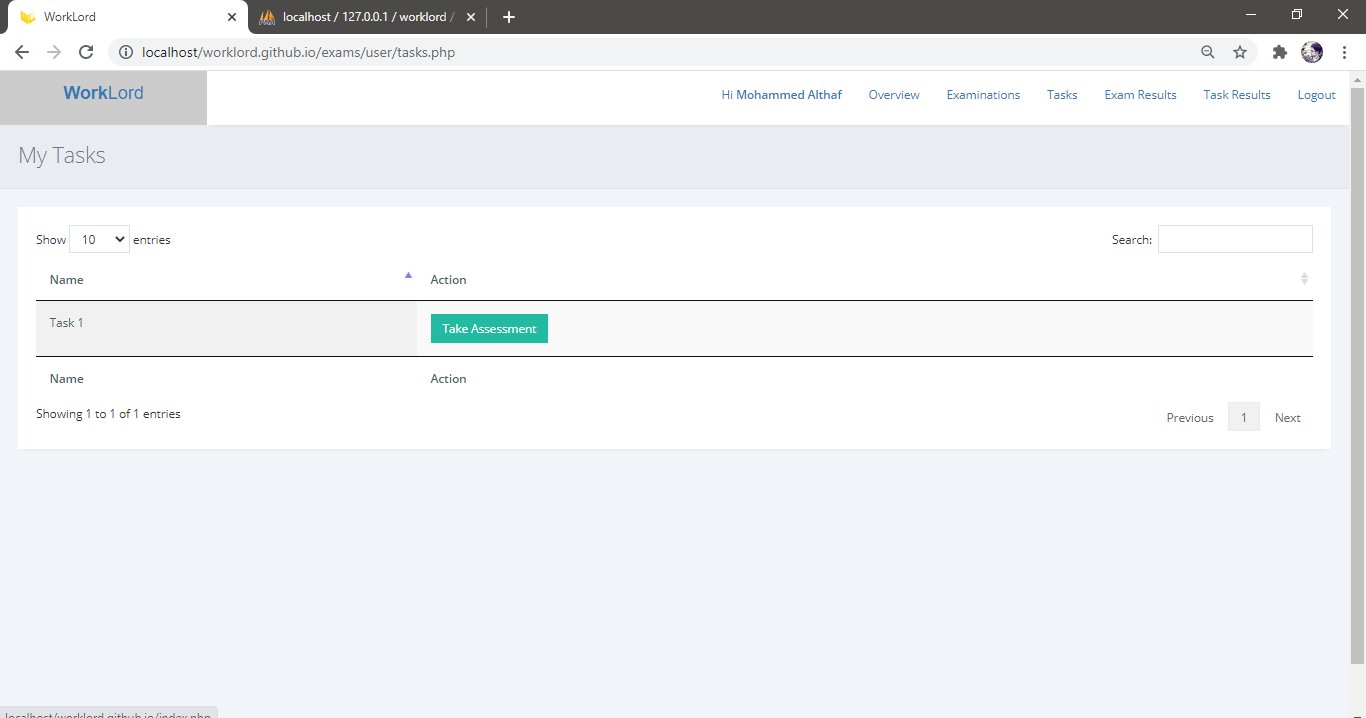 WorkLord
localhost / 127.0.0.1 / worklord /
localhost/worklord.github.io/exams/user/tasks.php
WorkLord
Hi Mohammed Althaf Overview Examinations Tasks Exam Results Task Results Logout
My Tasks
Show 10 entries Search:
Name Action
Task 1 Take Assessment
Name Action
Showing 1 to 1 of 1 entries Previous 1 Next
localhost/worklord.github.io/index.php